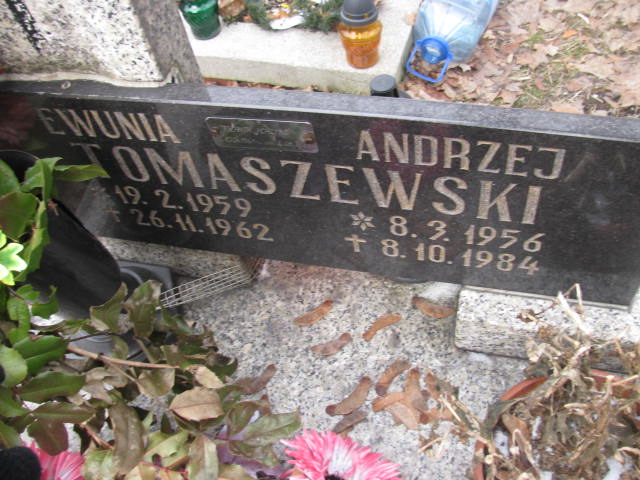 EWUNIA
ANDRZEJ
TOMASZEWSKI
19.2.1959
✝ 26.11.1962
✲ 8.3.1956
✝ 8.10.1984